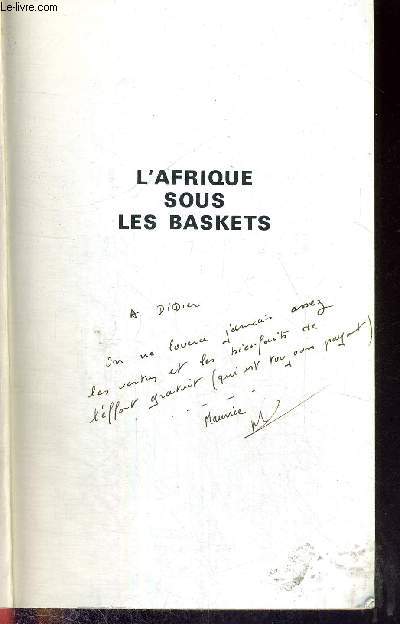 Le-livre.com
L'AFRIQUE
SOUS
LES BASKETS
A Didier
on ne louera jamais assez
les vertus et les bienfaits de
l'effort gratuit (qui est toujours payant)
...
Maurice